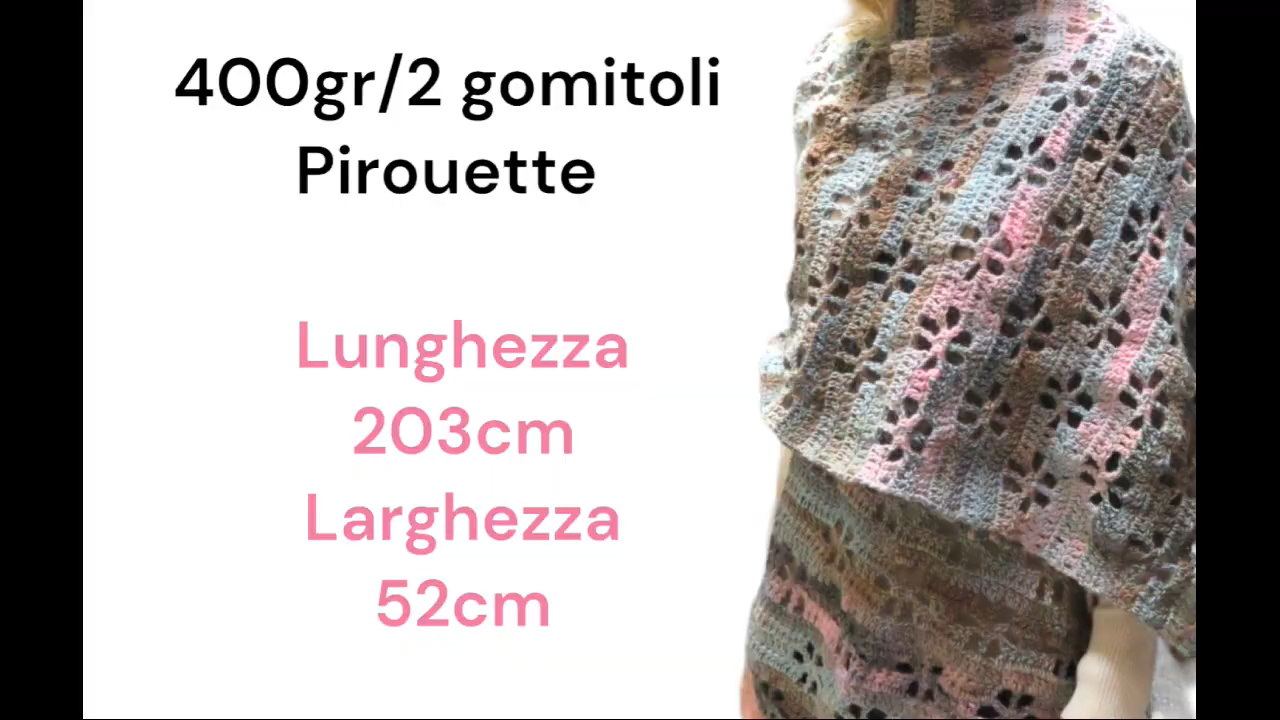 400gr/2 gomitoli
Pirouette
Lunghezza
203cm
Larghezza
52cm